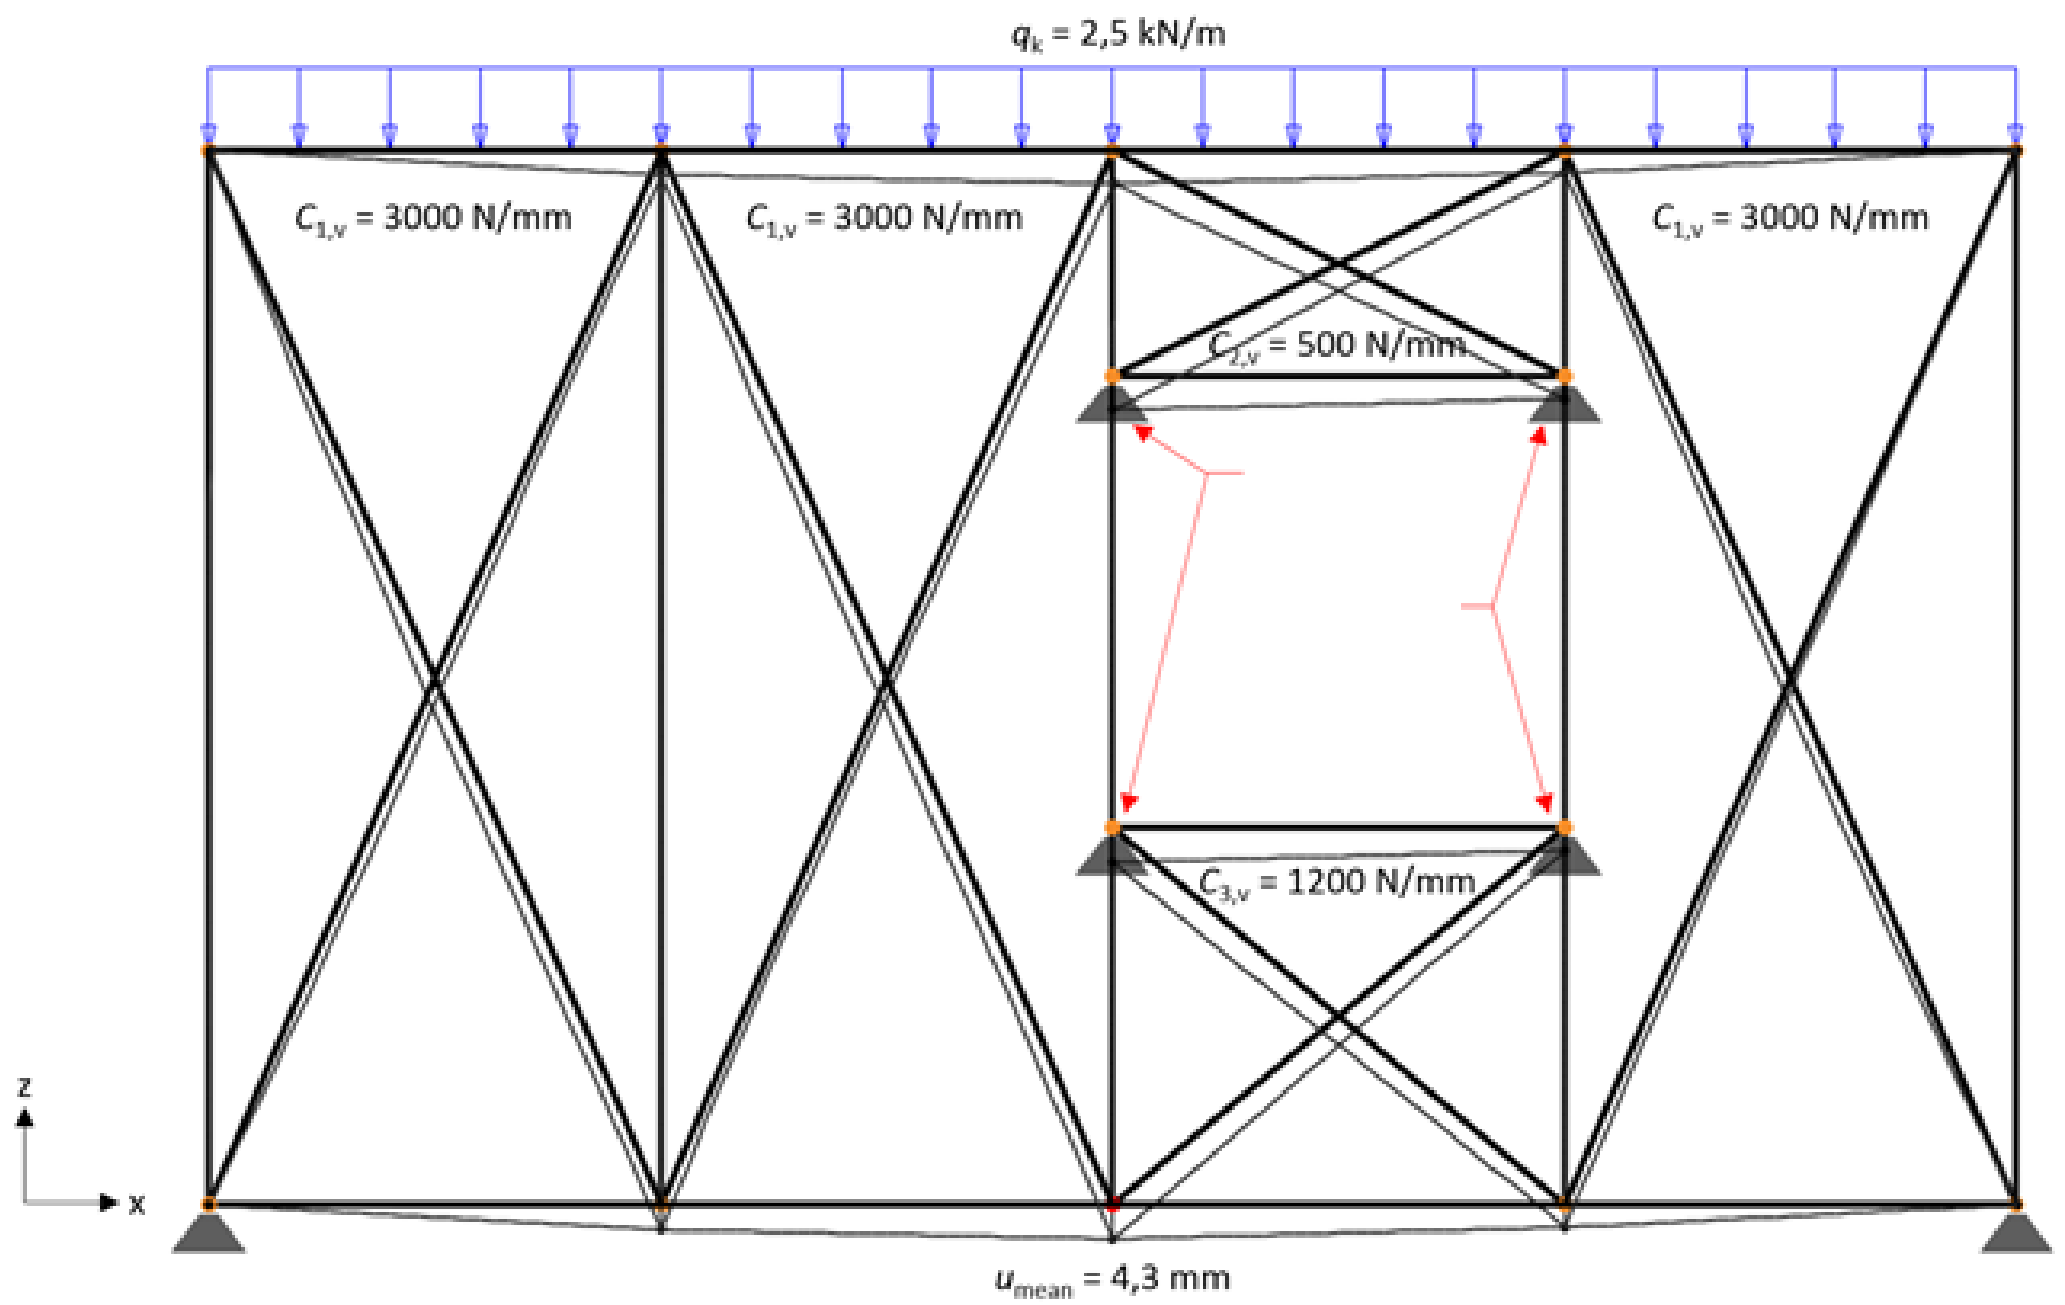 qk = 2,5 kN/m
C1,v = 3000 N/mm
C1,v = 3000 N/mm
C1,v = 3000 N/mm
C2,v = 500 N/mm
C3,v = 1200 N/mm
z
x
umean = 4,3 mm